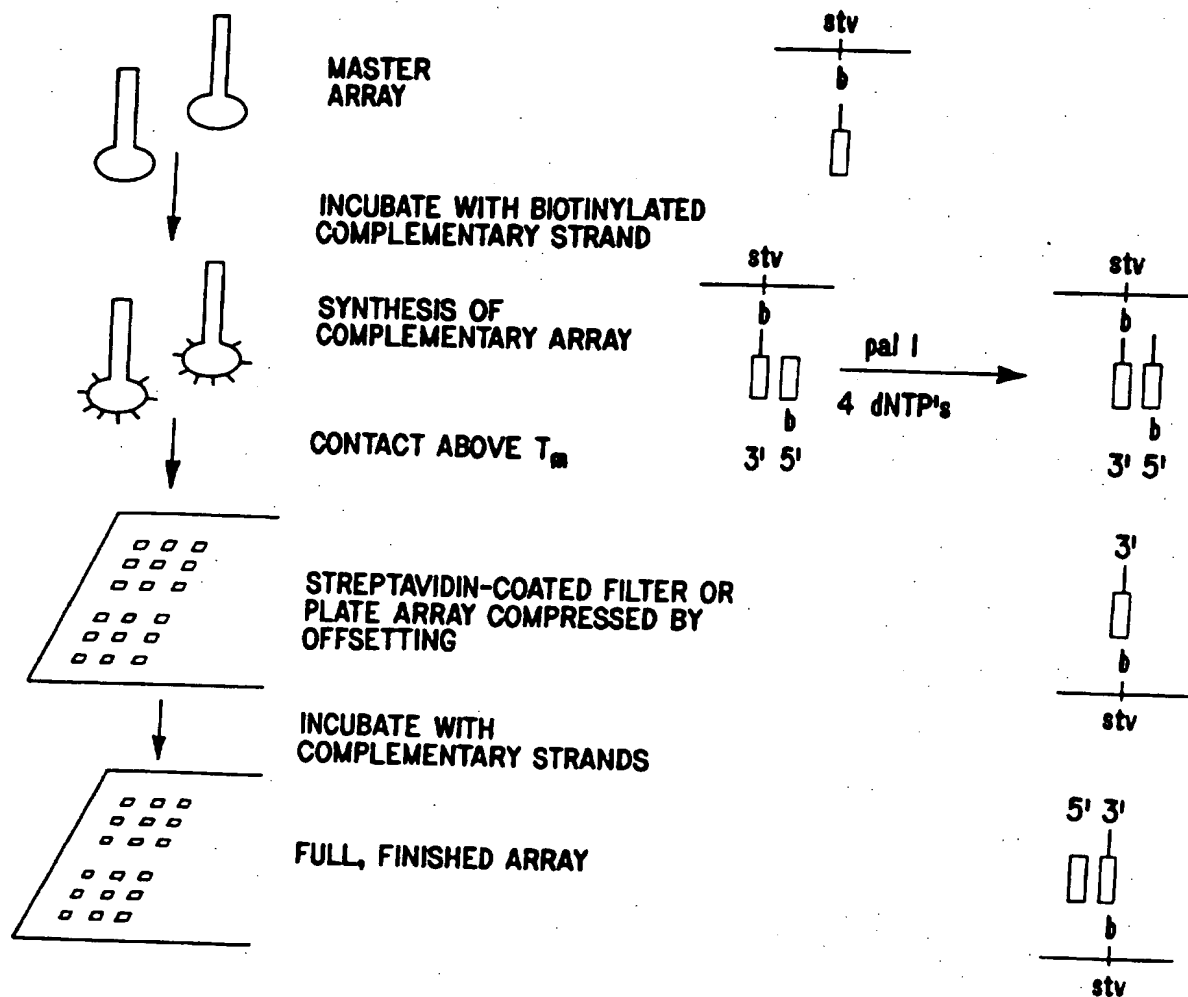 stv
b
MASTER
ARRAY
INCUBATE WITH BIOTINYLATED
COMPLEMENTARY STRAND
stv
b
b
3' 5'
SYNTHESIS OF
COMPLEMENTARY ARRAY
pal I
4 dNTP's
stv
b
b
3' 5'
CONTACT ABOVE Tm
STREPTAVIDIN-COATED FILTER OR
PLATE ARRAY COMPRESSED BY
OFFSETTING
3'
b
stv
INCUBATE WITH
COMPLEMENTARY STRANDS
FULL, FINISHED ARRAY
5' 3'
b
stv